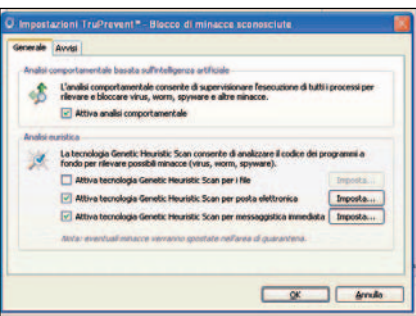 Impostazioni TruPrevent™ - Blocco di minacce sconosciute
Generale Avvisi
Analisi comportamentale basata sull'intelligenza artificiale
L'analisi comportamentale consente di supervisionare l'esecuzione di tutti i processi per
rilevare e bloccare virus, worm, spyware e altre minacce.
Attiva analisi comportamentale
Analisi euristica
La tecnologia Genetic Heuristic Scan consente di analizzare il codice dei programmi a
fondo per rilevare possibili minacce (virus, worm, spyware).
Attiva tecnologia Genetic Heuristic Scan per i file Imposta...
Attiva tecnologia Genetic Heuristic Scan per posta elettronica Imposta...
Attiva tecnologia Genetic Heuristic Scan per messaggistica immediata Imposta...
Nota: eventuali minacce verranno spostate nell'area di quarantena.
OK Annulla